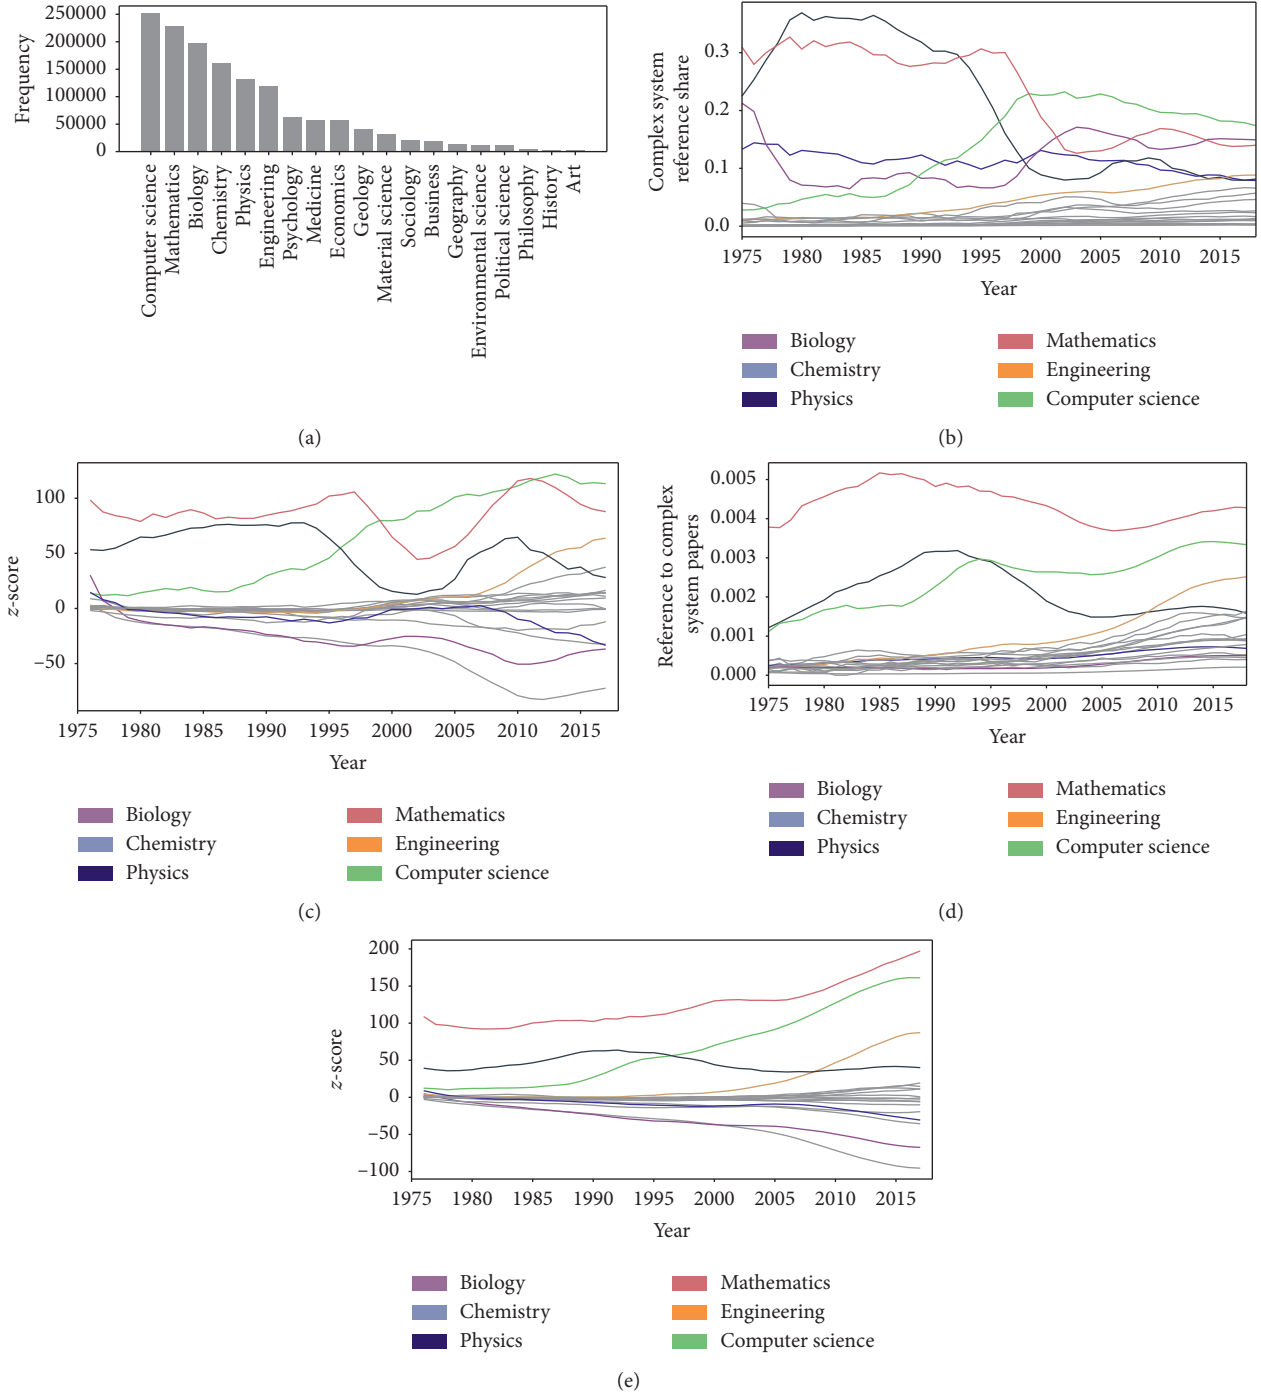 250000
200000
150000
100000
50000
0
Frequency
Computer science
Mathematics
Biology
Chemistry
Physics
Engineering
Psychology
Medicine
Economics
Geology
Material science
Sociology
Business
Geography
Environmental science
Political science
Philosophy
History
Art
(a)
Complex system
reference share
0.3
0.2
0.1
0.0
1975 1980 1985 1990 1995 2000 2005 2010 2015
Year
Biology
Chemistry
Physics
Mathematics
Engineering
Computer science
(b)
z-score
100
50
0
–50
1975 1980 1985 1990 1995 2000 2005 2010 2015
Year
Biology
Chemistry
Physics
Mathematics
Engineering
Computer science
(c)
Reference to complex
system papers
0.005
0.004
0.003
0.002
0.001
0.000
1975 1980 1985 1990 1995 2000 2005 2010 2015
Year
Biology
Chemistry
Physics
Mathematics
Engineering
Computer science
(d)
z-score
200
150
100
50
0
–50
–100
1975 1980 1985 1990 1995 2000 2005 2010 2015
Year
Biology
Chemistry
Physics
Mathematics
Engineering
Computer science
(e)